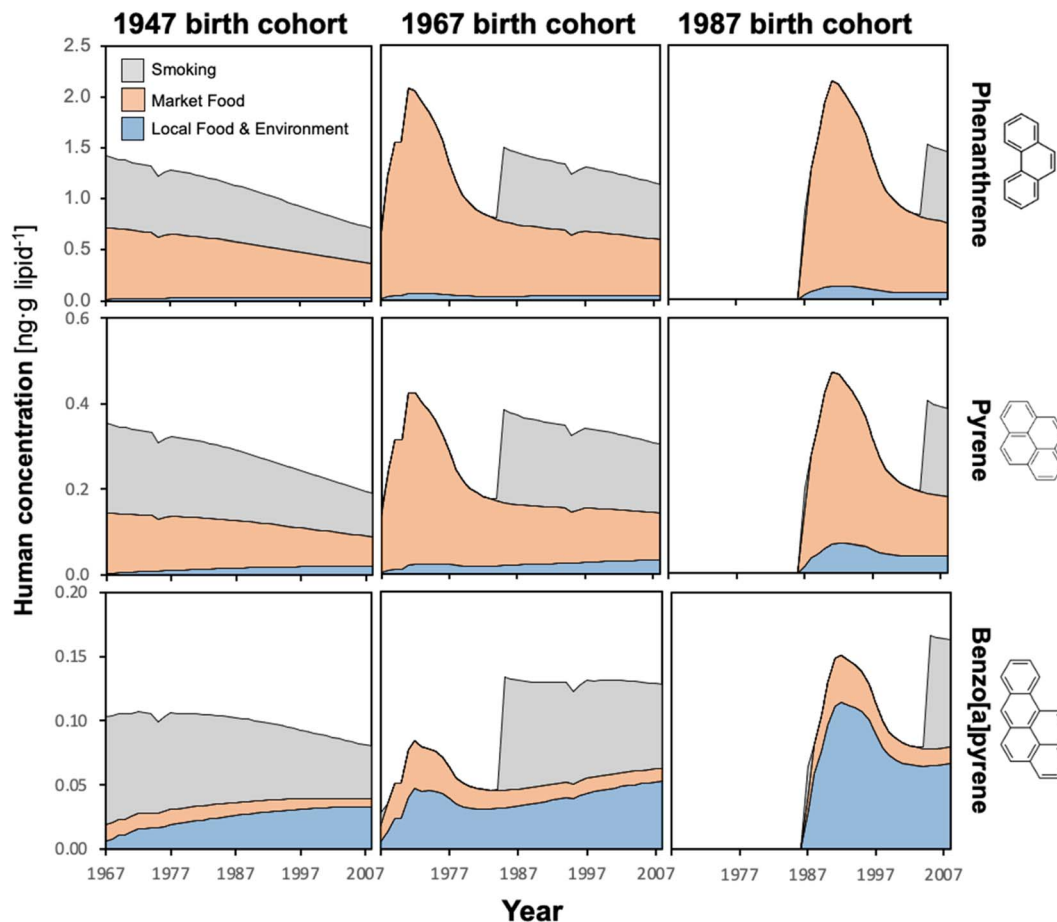 1947 birth cohort 1967 birth cohort 1987 birth cohort
Human concentration [ng·g lipid⁻¹]
2.5
2.0
1.5
1.0
0.5
0.0
Smoking
Market Food
Local Food & Environment
Phenanthrene
0.6
0.4
0.2
0.0
Pyrene
0.20
0.15
0.10
0.05
0.00
Benzo[a]pyrene
1967 1977 1987 1997 2007 1977 1987 1997 2007 1977 1987 1997 2007
Year